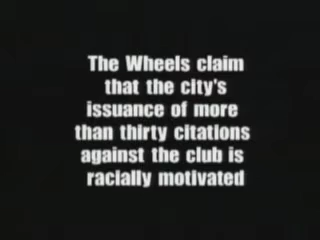 The Wheels claim
that the city's
issuance of more
than thirty citations
against the club is
racially motivated